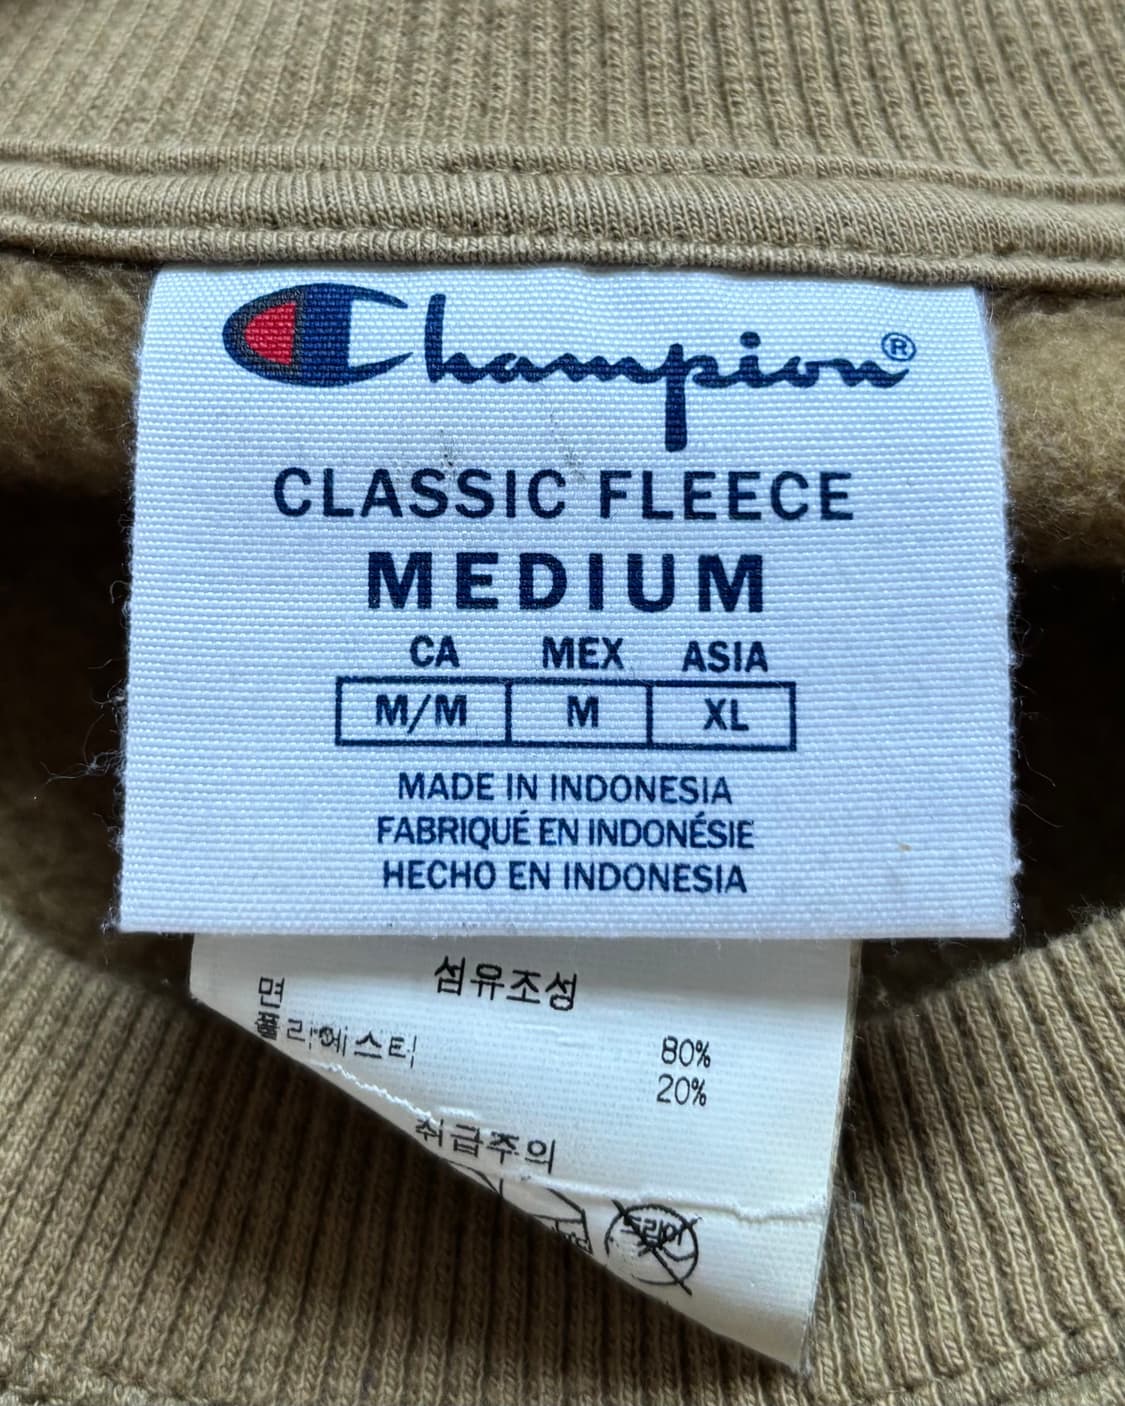 Champion®
CLASSIC FLEECE
MEDIUM
CA MEX ASIA
M/M M XL
MADE IN INDONESIA
FABRIQUÉ EN INDONÉSIE
HECHO EN INDONESIA
섬유조성
면 80%
폴리에스터 20%
취급주의
드라이